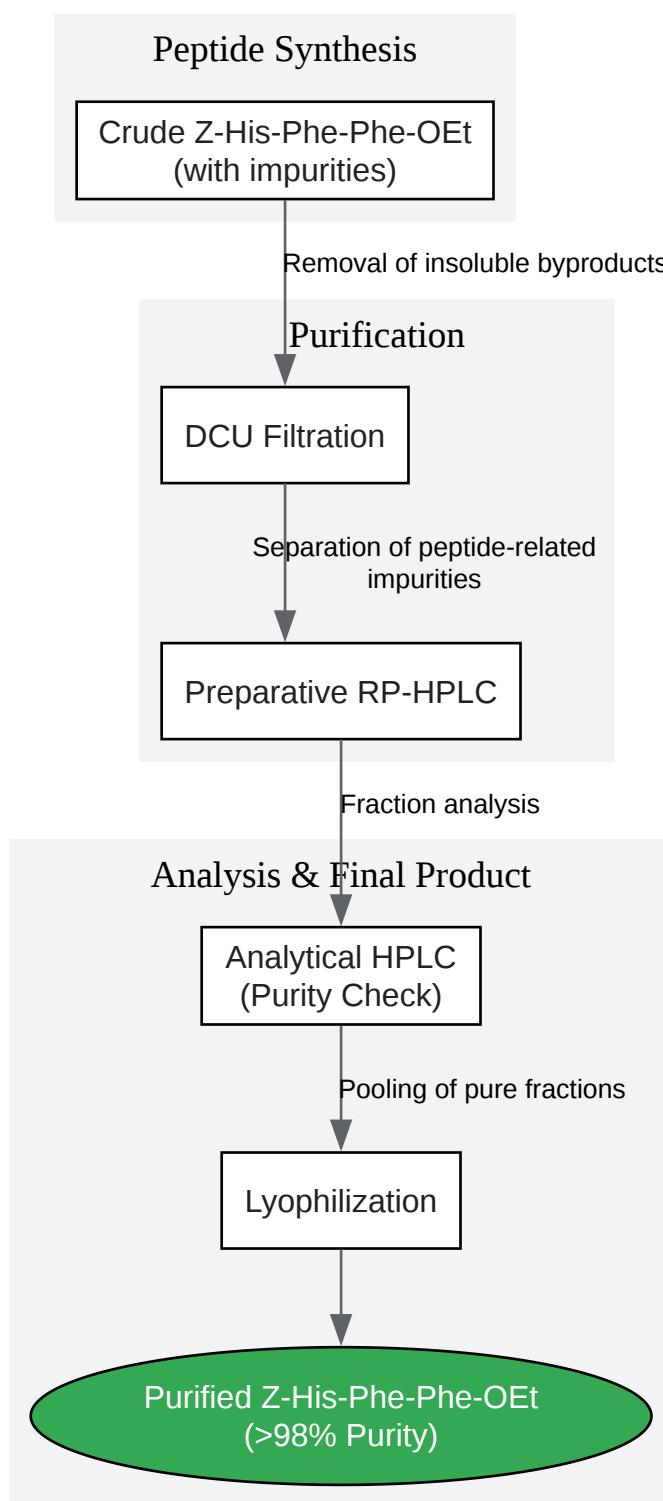 Peptide Synthesis
Crude Z-His-Phe-Phe-OEt
(with impurities)
Removal of insoluble byproducts
Purification
DCU Filtration
Separation of peptide-related
impurities
Preparative RP-HPLC
Fraction analysis
Analysis & Final Product
Analytical HPLC
(Purity Check)
Pooling of pure fractions
Lyophilization
Purified Z-His-Phe-Phe-OEt
(>98% Purity)